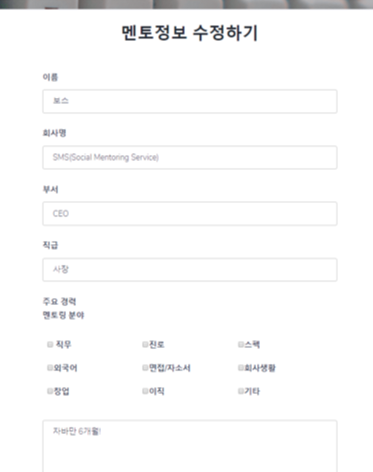 멘토정보 수정하기
이름
보스
회사명
SMS(Social Mentoring Service)
부서
CEO
직급
사장
주요 경력
멘토링 분야
직무 진로 스펙
외국어 면접/자소서 회사생활
창업 이직 기타
자바만 6개월!